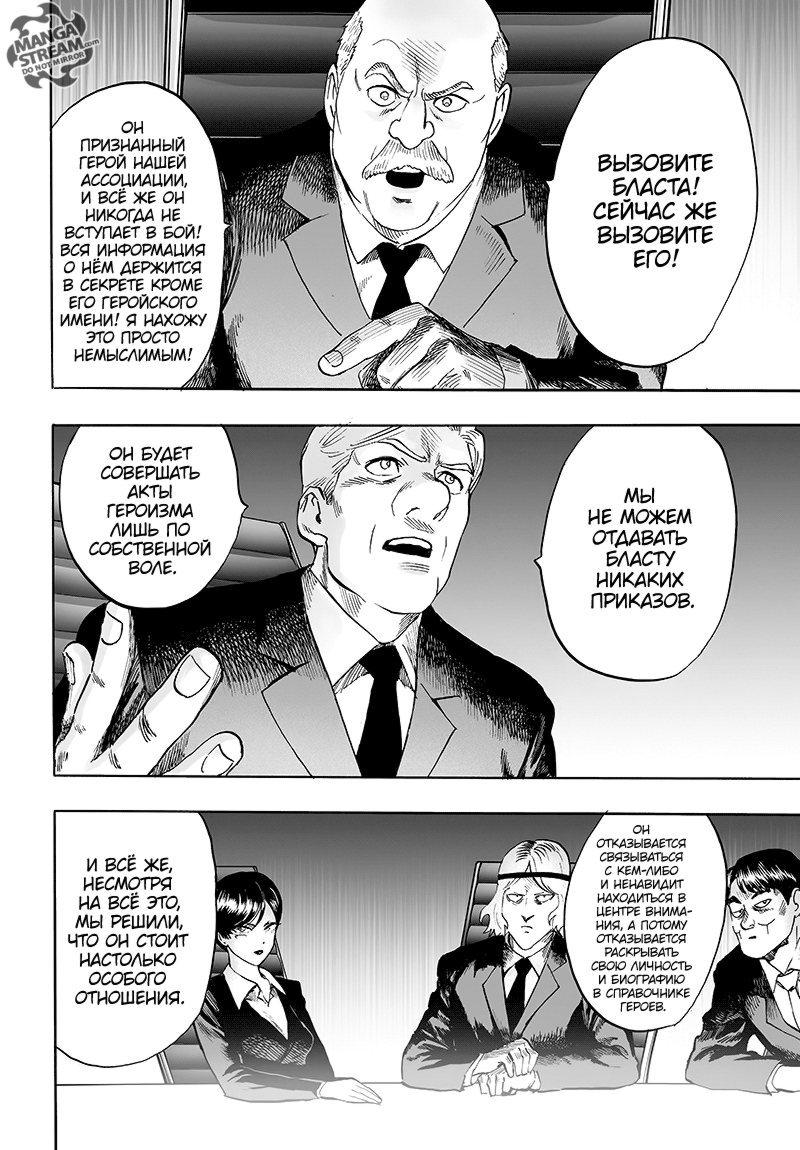 MANGA
STREAM.com
DO NOT MIRROR
ВЫЗОВИТЕ
БЛАСТА!
СЕЙЧАС ЖЕ
ВЫЗОВИТЕ
ЕГО!
ОН
ПРИЗНАННЫЙ
ГЕРОЙ НАШЕЙ
АССОЦИАЦИИ,
И ВСЁ ЖЕ ОН
НИКОГДА НЕ
ВСТУПАЕТ В БОЙ!
ВСЯ ИНФОРМАЦИЯ
О НЁМ ДЕРЖИТСЯ
В СЕКРЕТЕ КРОМЕ
ЕГО ГЕРОЙСКОГО
ИМЕНИ! Я НАХОЖУ
ЭТО ПРОСТО
НЕМЫСЛИМЫМ!
МЫ
НЕ МОЖЕМ
ОТДАВАТЬ
БЛАСТУ
НИКАКИХ
ПРИКАЗОВ.
ОН БУДЕТ
СОВЕРШАТЬ
АКТЫ
ГЕРОИЗМА
ЛИШЬ ПО
СОБСТВЕННОЙ
ВОЛЕ.
ОН
ОТКАЗЫВАЕТСЯ
СВЯЗЫВАТЬСЯ
С КЕМ-ЛИБО
И НЕНАВИДИТ
НАХОДИТЬСЯ В
ЦЕНТРЕ ВНИМА-
НИЯ, А ПОТОМУ
ОТКАЗЫВАЕТСЯ
РАСКРЫВАТЬ
СВОЮ ЛИЧНОСТЬ
И БИОГРАФИЮ
В СПРАВОЧНИКЕ
ГЕРОЕВ.
И ВСЁ ЖЕ,
НЕСМОТРЯ
НА ВСЁ ЭТО,
МЫ РЕШИЛИ,
ЧТО ОН СТОИТ
НАСТОЛЬКО
ОСОБОГО
ОТНОШЕНИЯ.